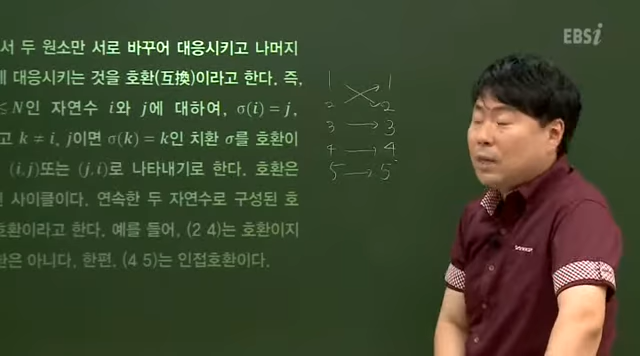 EBSi
서 두 원소만 서로 바꾸어 대응시키고 나머지
에 대응시키는 것을 호환(互換)이라고 한다. 즉,
≤N인 자연수 i와 j에 대하여, σ(i)=j,
고 k≠i, j이면 σ(k)=k인 치환 σ를 호환이
(i,j)또는 (j,i)로 나타내기로 한다. 호환은
인 사이클이다. 연속한 두 자연수로 구성된 호
호환이라고 한다. 예를 들어, (2 4)는 호환이지
환은 아니다. 한편, (4 5)는 인접호환이다.
1 1
2 2
3 → 3
4 → 4
5 → 5